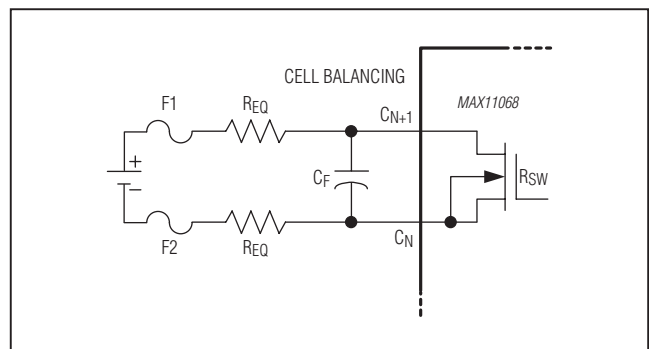 CELL BALANCING
F1
REQ
CN+1
MAX11068
+
−
CF
RSW
F2
REQ
CN